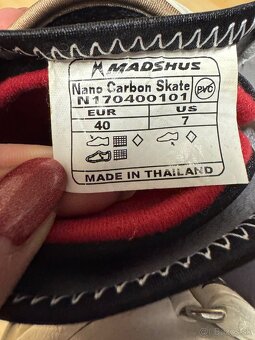 MADSHUS
Nano Carbon Skate PVC
N170400101
EUR US
40 7
MADE IN THAILAND